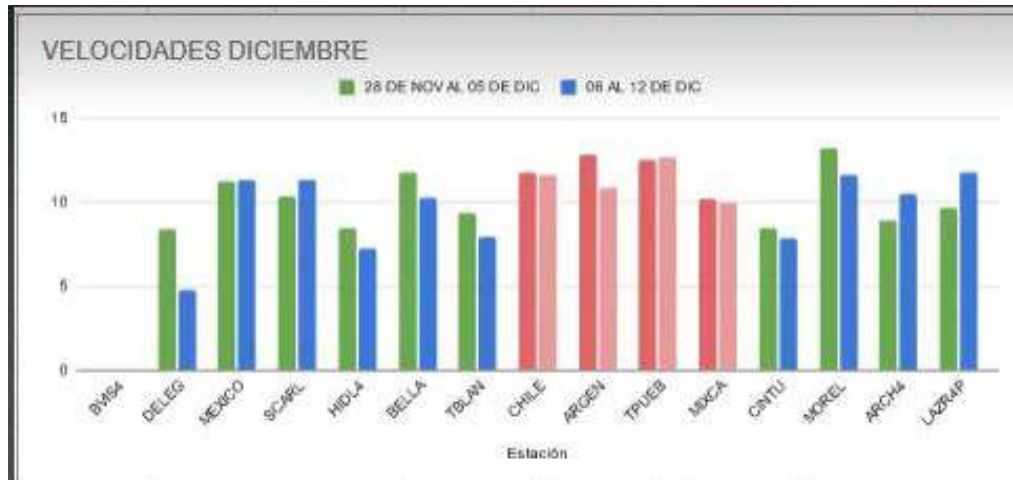 VELOCIDADES DICIEMBRE
28 DE NOV AL 05 DE DIC 06 AL 12 DE DIC
15
10
5
0
BVIS4 DELEG MEXICO SCARL HIDL4 BELLA TBLAN CHILE ARGEN TPUEB MIXCA CINTU MOREL ARCH4 LAZR4P
Estación